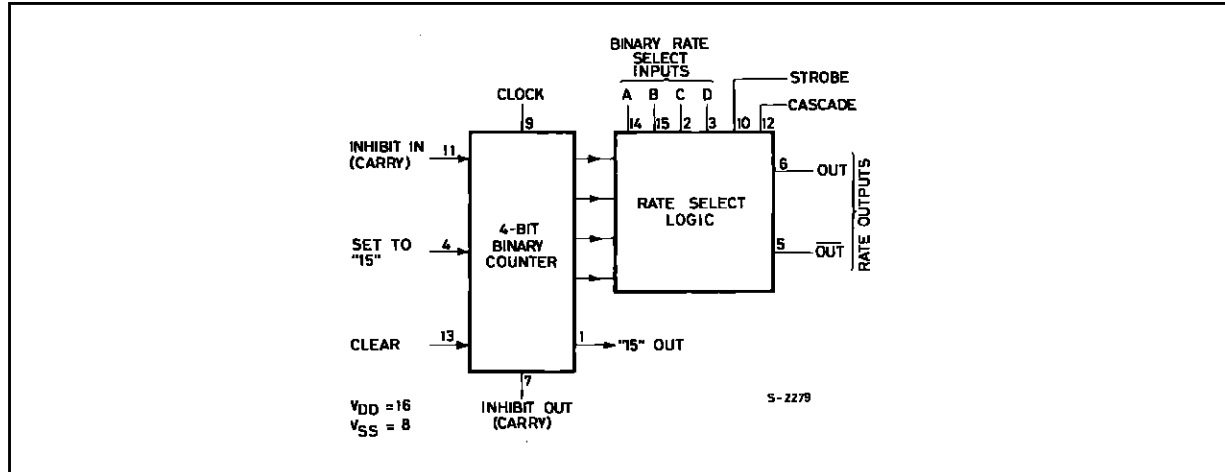 BINARY RATE
SELECT
INPUTS
A B C D
STROBE
CASCADE
CLOCK
9
14 15 2 3 10 12
INHIBIT IN
(CARRY)
11
6
OUT
RATE SELECT
LOGIC
4-BIT
BINARY
COUNTER
SET TO
"15"
4
5
OUT
RATE OUTPUTS
CLEAR
13
1
"15" OUT
7
INHIBIT OUT
(CARRY)
VDD =16
VSS = 8
S-2279